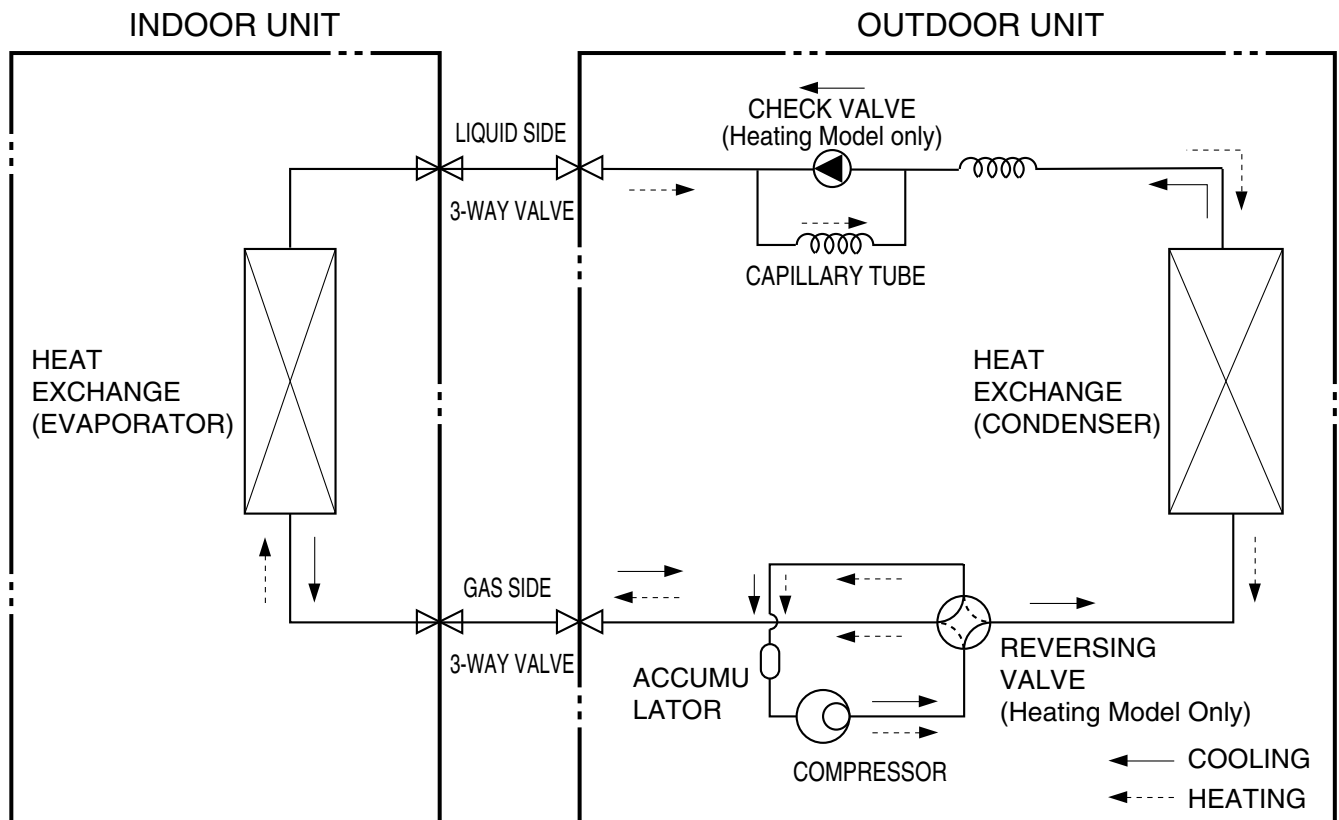 INDOOR UNIT
OUTDOOR UNIT
LIQUID SIDE
3-WAY VALVE
CHECK VALVE
(Heating Model only)
CAPILLARY TUBE
HEAT
EXCHANGE
(EVAPORATOR)
HEAT
EXCHANGE
(CONDENSER)
GAS SIDE
3-WAY VALVE
ACCUMU
LATOR
COMPRESSOR
REVERSING
VALVE
(Heating Model Only)
COOLING
HEATING